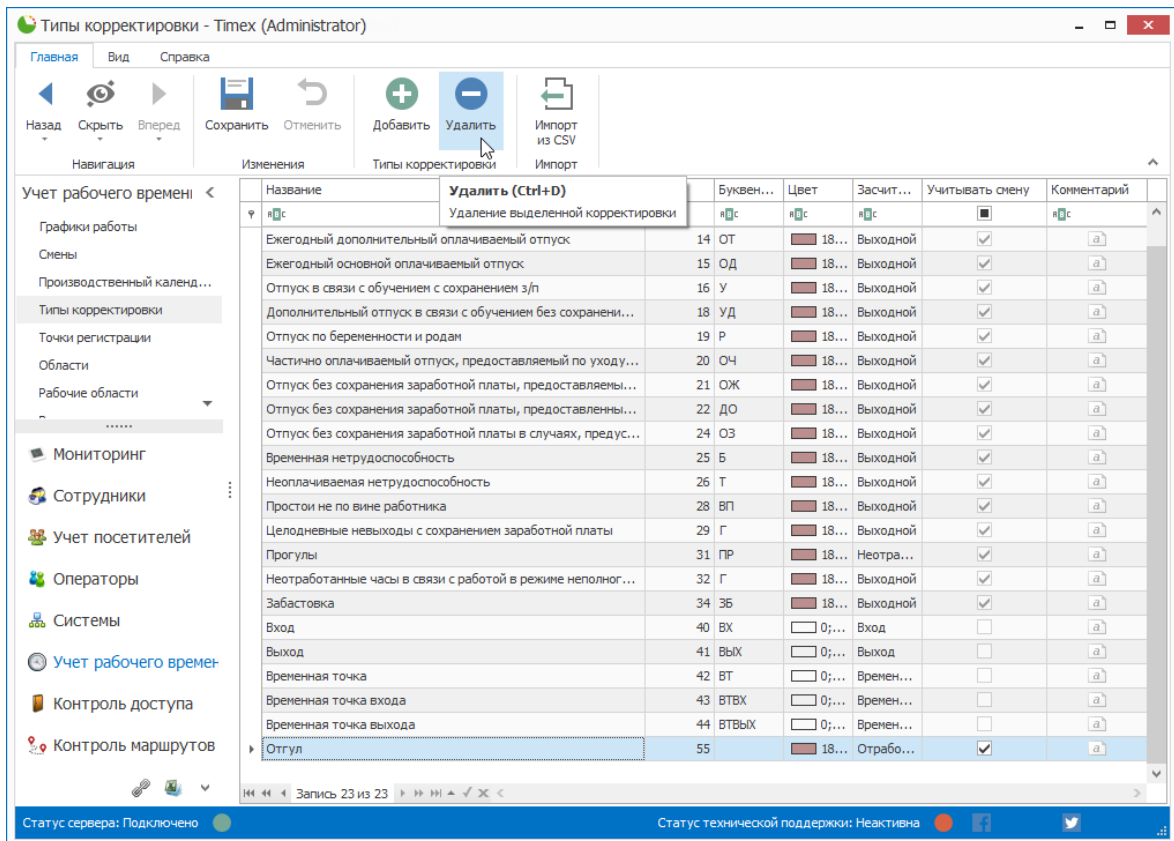 Типы корректировки - Timex (Administrator)
Главная Вид Справка
Назад Скрыть Вперед Сохранить Отменить Добавить Удалить Импорт из CSV
Навигация Изменения Типы корректировки Импорт
Удалить (Ctrl+D)
Удаление выделенной корректировки
Учет рабочего времени
Графики работы
Смены
Производственный календ...
Типы корректировки
Точки регистрации
Области
Рабочие области
Мониторинг
Сотрудники
Учет посетителей
Операторы
Системы
Учет рабочего времен
Контроль доступа
Контроль маршрутов
Название Буквен... Цвет Засчит... Учитывать смену Комментарий
Ежегодный дополнительный оплачиваемый отпуск 14 ОТ 18... Выходной
Ежегодный основной оплачиваемый отпуск 15 ОД 18... Выходной
Отпуск в связи с обучением с сохранением з/п 16 У 18... Выходной
Дополнительный отпуск в связи с обучением без сохранени... 18 УД 18... Выходной
Отпуск по беременности и родам 19 Р 18... Выходной
Частично оплачиваемый отпуск, предоставляемый по уходу... 20 ОЧ 18... Выходной
Отпуск без сохранения заработной платы, предоставляемы... 21 ОЖ 18... Выходной
Отпуск без сохранения заработной платы, предоставленны... 22 ДО 18... Выходной
Отпуск без сохранения заработной платы в случаях, предус... 24 ОЗ 18... Выходной
Временная нетрудоспособность 25 Б 18... Выходной
Неоплачиваемая нетрудоспособность 26 Т 18... Выходной
Простои не по вине работника 28 ВП 18... Выходной
Целодневные невыходы с сохранением заработной платы 29 Г 18... Выходной
Прогулы 31 ПР 18... Неотра...
Неотработанные часы в связи с работой в режиме неполног... 32 Г 18... Выходной
Забастовка 34 ЗБ 18... Выходной
Вход 40 ВХ 0;... Вход
Выход 41 ВЫХ 0;... Выход
Временная точка 42 ВТ 0;... Времен...
Временная точка входа 43 ВТВХ 0;... Времен...
Временная точка выхода 44 ВТВЫХ 0;... Времен...
Отгул 55 18... Отрабо...
Запись 23 из 23
Статус сервера: Подключено Статус технической поддержки: Неактивна